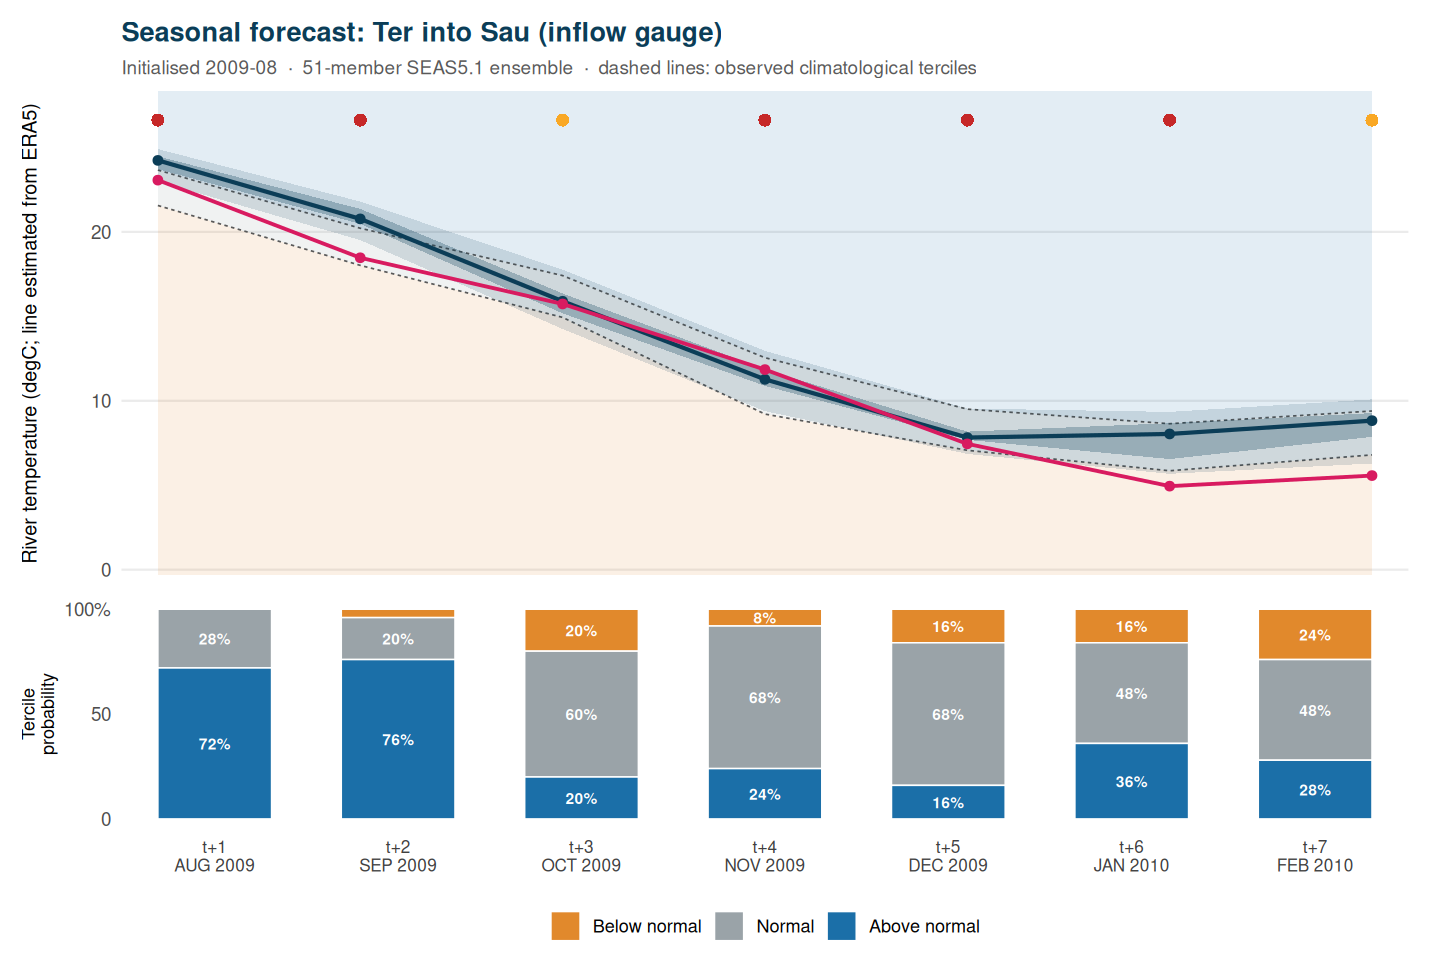 Seasonal forecast: Ter into Sau (inflow gauge)
Initialised 2009-08 · 51-member SEAS5.1 ensemble · dashed lines: observed climatological terciles
River temperature (degC; line estimated from ERA5)
20
10
0
Tercile
probability
100%
50
0
28%
72%
20%
76%
20%
60%
20%
8%
68%
24%
16%
68%
16%
16%
48%
36%
24%
48%
28%
t+1
AUG 2009
t+2
SEP 2009
t+3
OCT 2009
t+4
NOV 2009
t+5
DEC 2009
t+6
JAN 2010
t+7
FEB 2010
Below normal
Normal
Above normal